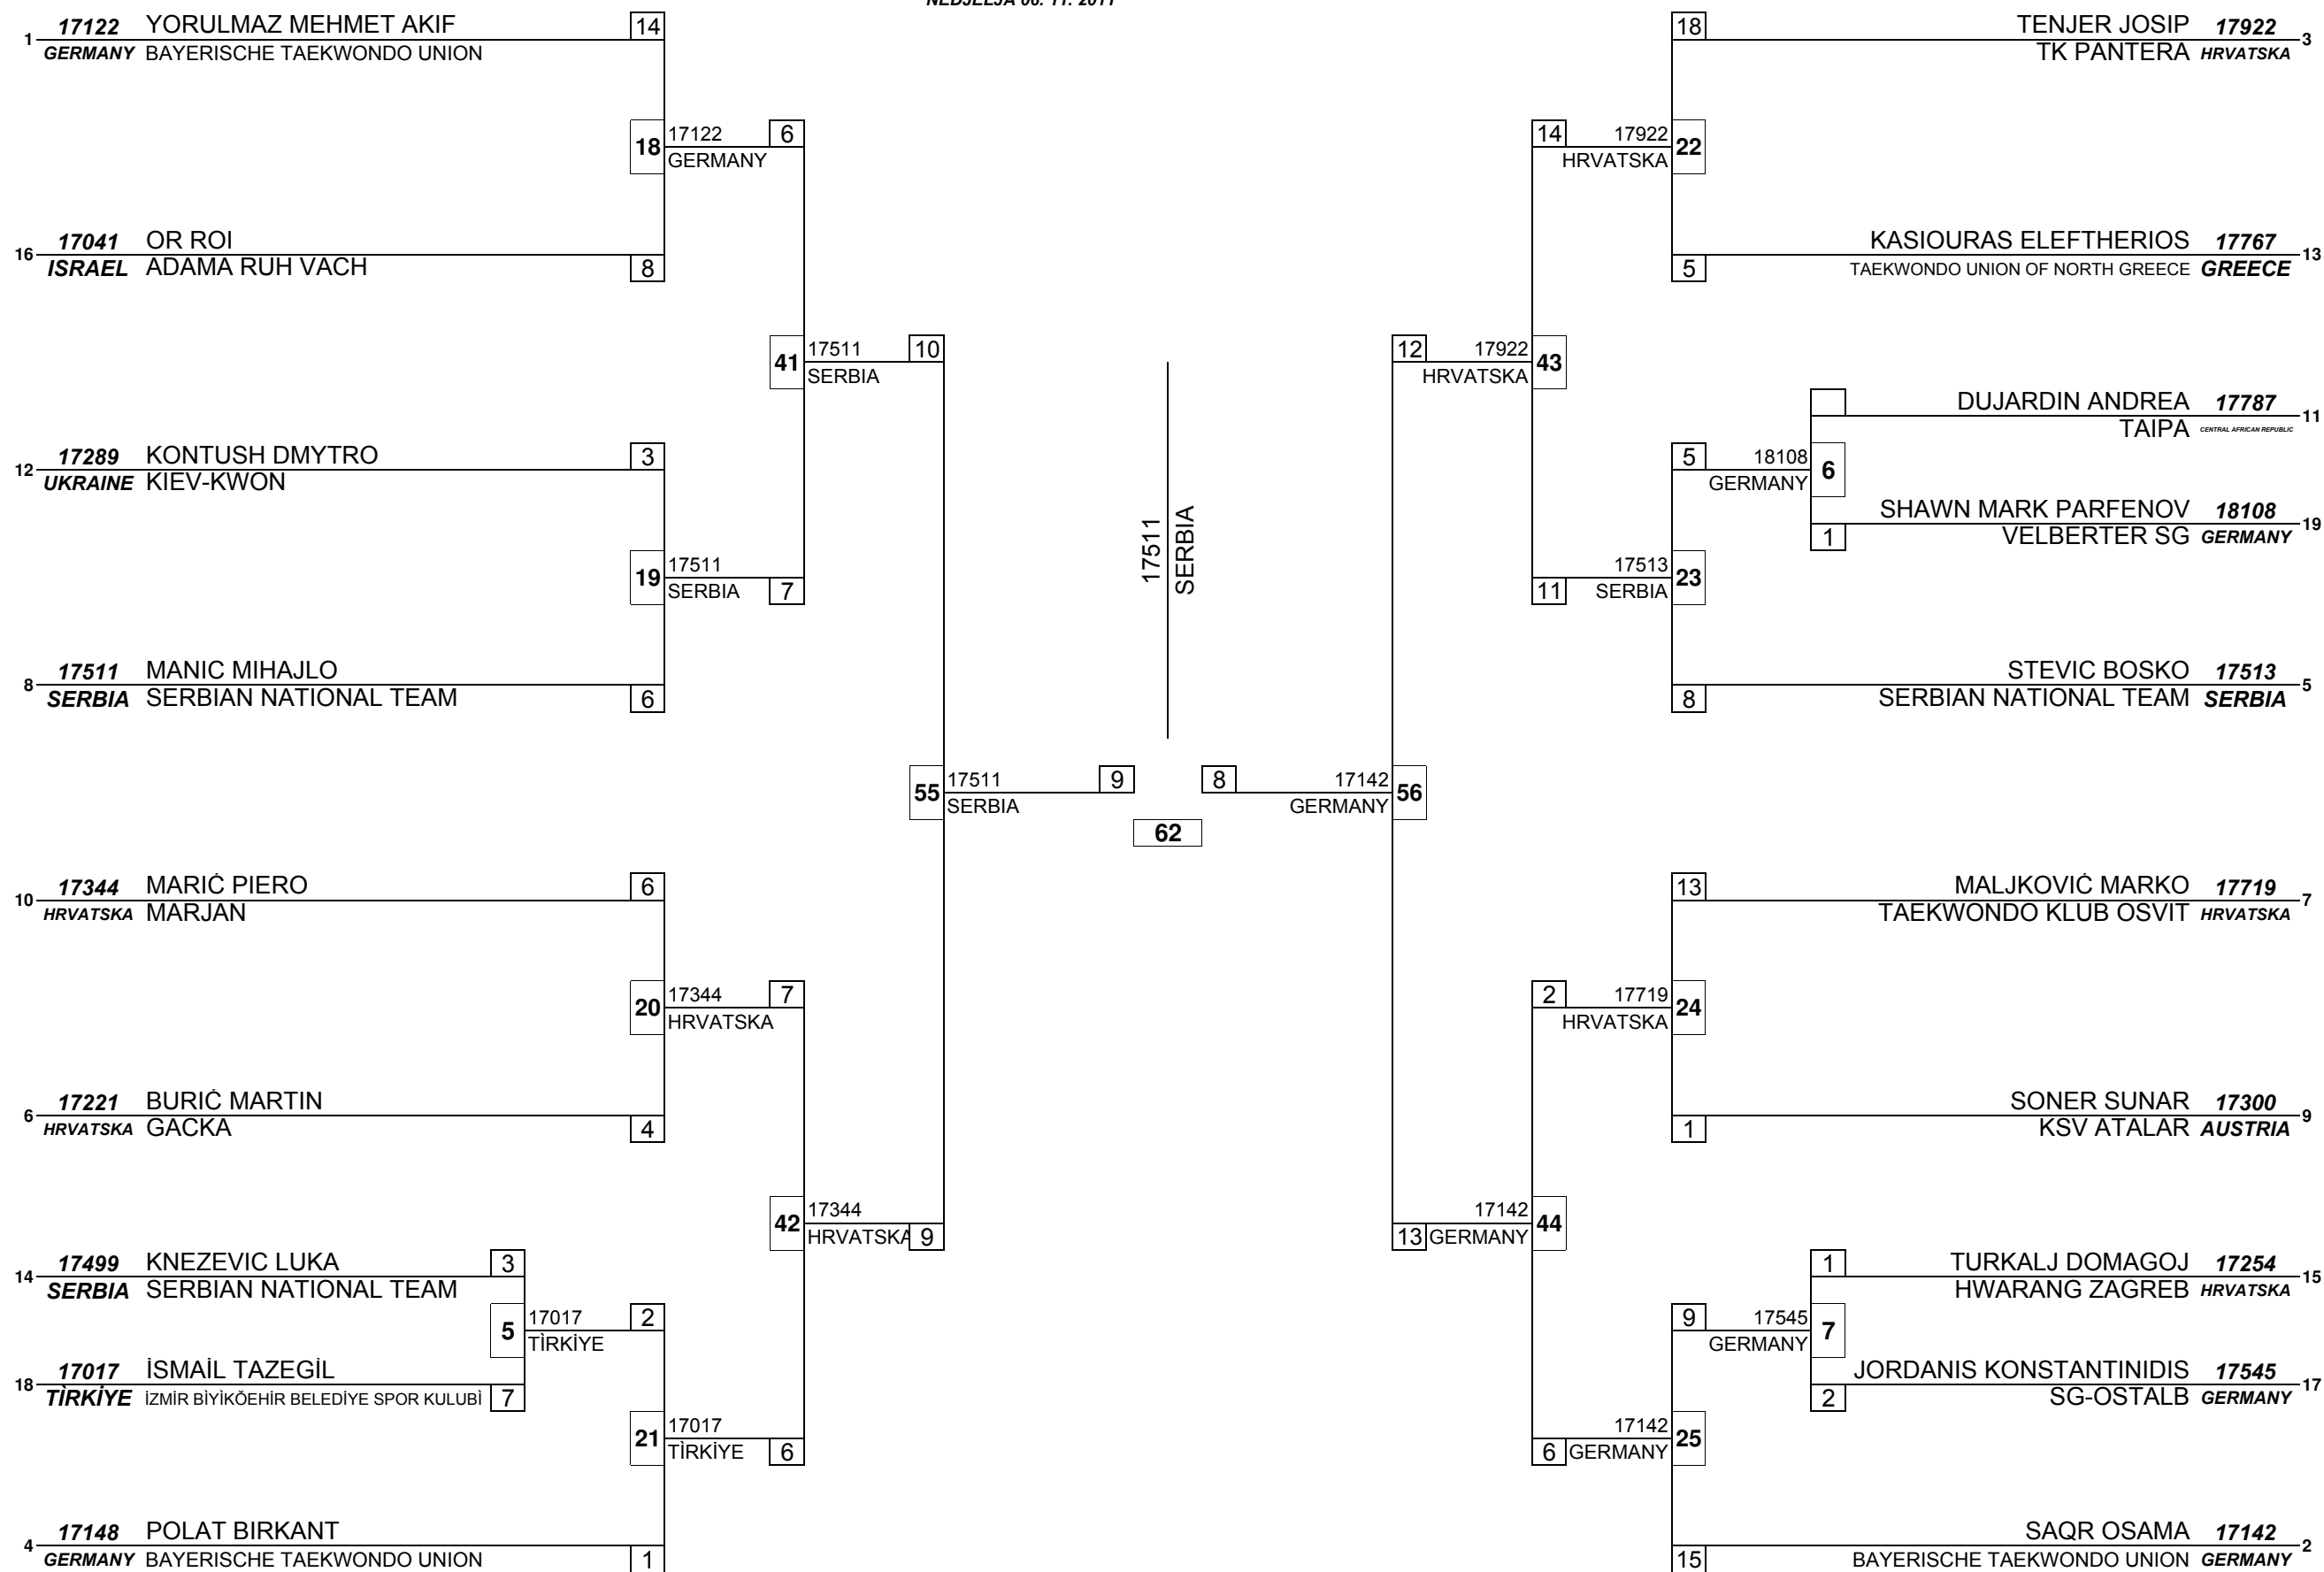 NEDJELJA 06. 11. 2011
1 17122 YORULMAZ MEHMET AKIF 14
GERMANY BAYERISCHE TAEKWONDO UNION
18 17122 6
GERMANY
16 17041 OR ROI
ISRAEL ADAMA RUH VACH 8
41 17511 10
SERBIA
12 17289 KONTUSH DMYTRO 3
UKRAINE KIEV-KWON
19 17511
SERBIA 7
8 17511 MANIC MIHAJLO
SERBIA SERBIAN NATIONAL TEAM 6
55 17511 9
SERBIA
10 17344 MARIĆ PIERO 6
HRVATSKA MARJAN
20 17344 7
HRVATSKA
6 17221 BURIĆ MARTIN
HRVATSKA GACKA 4
42 17344
HRVATSKA 9
14 17499 KNEZEVIC LUKA 3
SERBIA SERBIAN NATIONAL TEAM
5 17017 2
TÌRKİYE
18 17017 İSMAİL TAZEGİL
TÌRKİYE İZMİR BÌYÌKŎEHİR BELEDİYE SPOR KULUBÌ 7
21 17017
TÌRKİYE 6
4 17148 POLAT BIRKANT
GERMANY BAYERISCHE TAEKWONDO UNION 1
17511
SERBIA
62
18 TENJER JOSIP 17922 3
TK PANTERA HRVATSKA
14 17922 22
HRVATSKA
KASIOURAS ELEFTHERIOS 17767 13
5 TAEKWONDO UNION OF NORTH GREECE GREECE
12 17922 43
HRVATSKA
DUJARDIN ANDREA 17787 11
TAIPA CENTRAL AFRICAN REPUBLIC
5 18108 6
GERMANY
SHAWN MARK PARFENOV 18108 19
1 VELBERTER SG GERMANY
17513 23
11 SERBIA
STEVIC BOSKO 17513 5
8 SERBIAN NATIONAL TEAM SERBIA
8 17142 56
GERMANY
13 MALJKOVIĆ MARKO 17719 7
TAEKWONDO KLUB OSVIT HRVATSKA
2 17719 24
HRVATSKA
SONER SUNAR 17300 9
1 KSV ATALAR AUSTRIA
17142 44
13 GERMANY
1 TURKALJ DOMAGOJ 17254 15
HWARANG ZAGREB HRVATSKA
9 17545 7
GERMANY
JORDANIS KONSTANTINIDIS 17545 17
2 SG-OSTALB GERMANY
17142 25
6 GERMANY
SAQR OSAMA 17142 2
15 BAYERISCHE TAEKWONDO UNION GERMANY